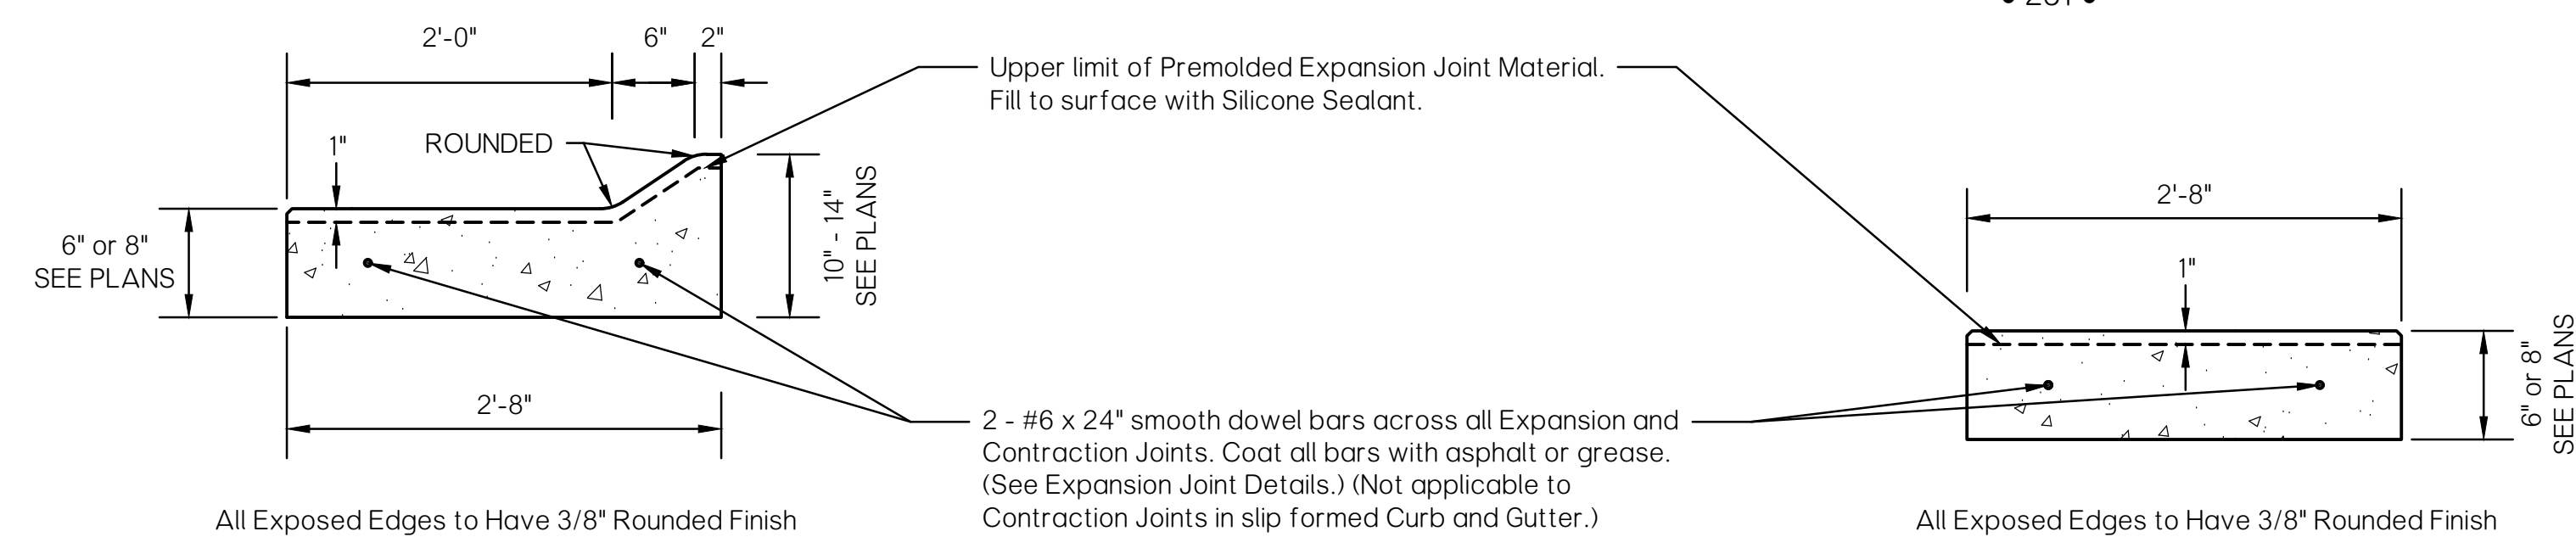 2'-0"
6"
2"
Upper limit of Premolded Expansion Joint Material.
Fill to surface with Silicone Sealant.
1"
ROUNDED
10" - 14"
SEE PLANS
6" or 8"
SEE PLANS
2'-8"
2'-8"
1"
6" or 8"
SEE PLANS
2 - #6 x 24" smooth dowel bars across all Expansion and
Contraction Joints. Coat all bars with asphalt or grease.
(See Expansion Joint Details.) (Not applicable to
Contraction Joints in slip formed Curb and Gutter.)
All Exposed Edges to Have 3/8" Rounded Finish
All Exposed Edges to Have 3/8" Rounded Finish